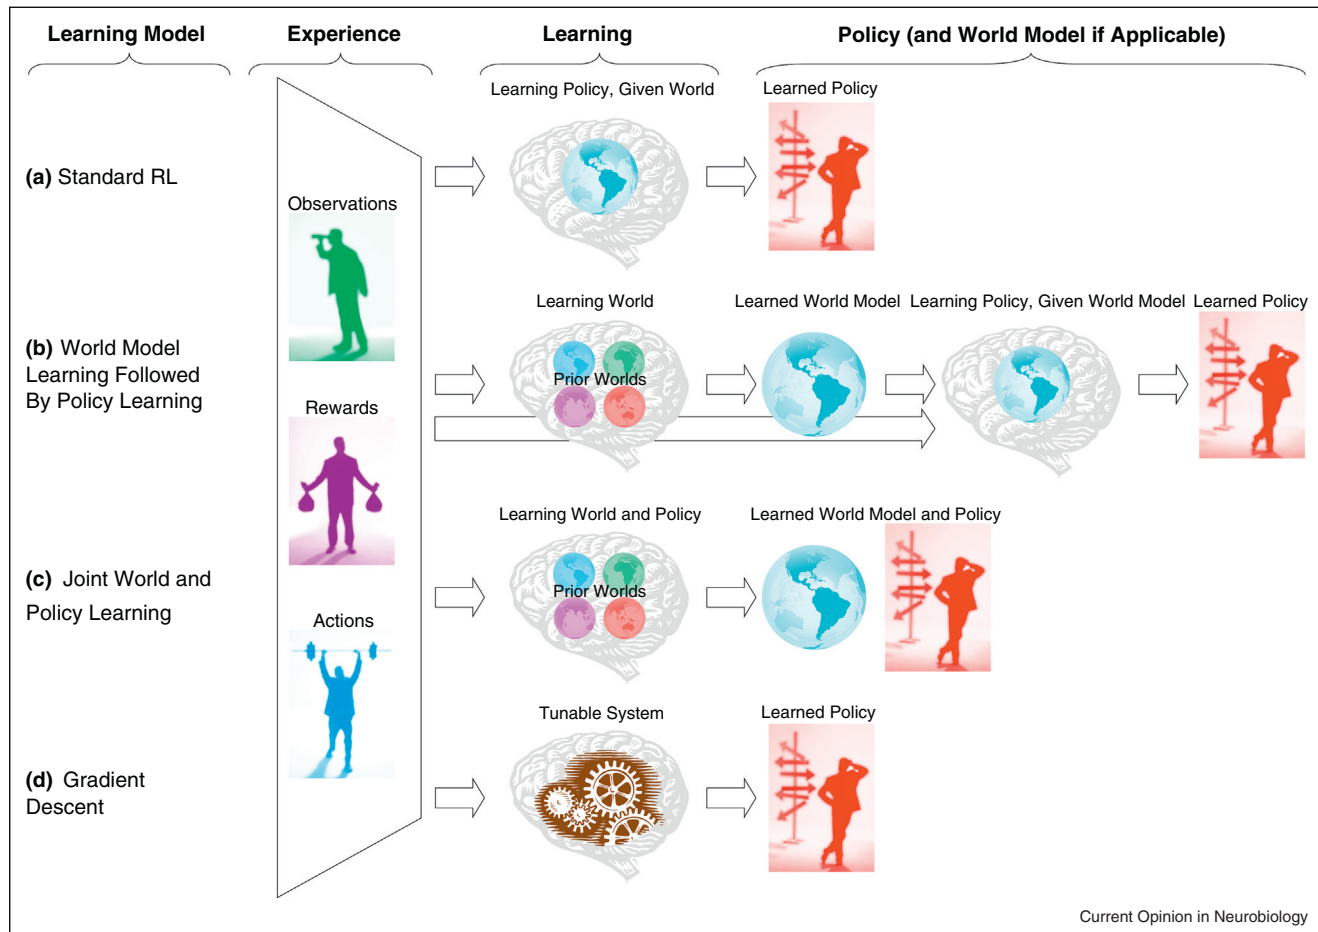 Learning Model
Experience
Learning
Policy (and World Model if Applicable)
Learning Policy, Given World
Learned Policy
(a) Standard RL
Observations
Learning World
Learned World Model
Learning Policy, Given World Model
Learned Policy
(b) World Model
Learning Followed
By Policy Learning
Prior Worlds
Rewards
Learning World and Policy
Learned World Model and Policy
(c) Joint World and
Policy Learning
Prior Worlds
Actions
Tunable System
Learned Policy
(d) Gradient
Descent
Current Opinion in Neurobiology